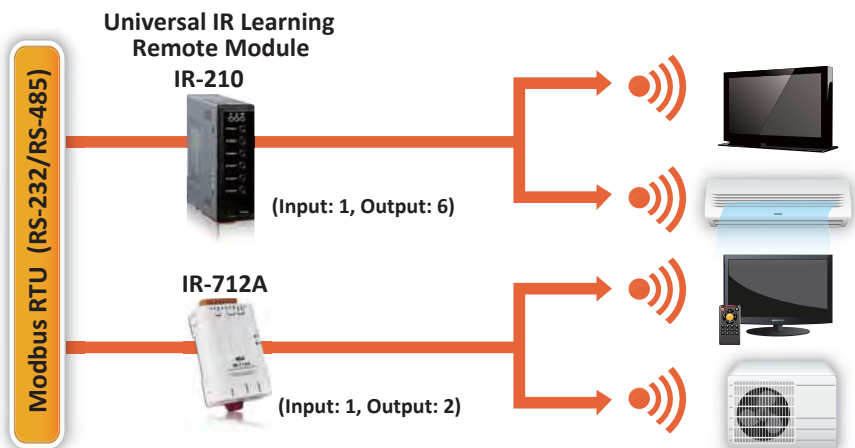 Universal IR Learning
Remote Module
IR-210
Modbus RTU (RS-232/RS-485)
(Input: 1, Output: 6)
IR-712A
(Input: 1, Output: 2)